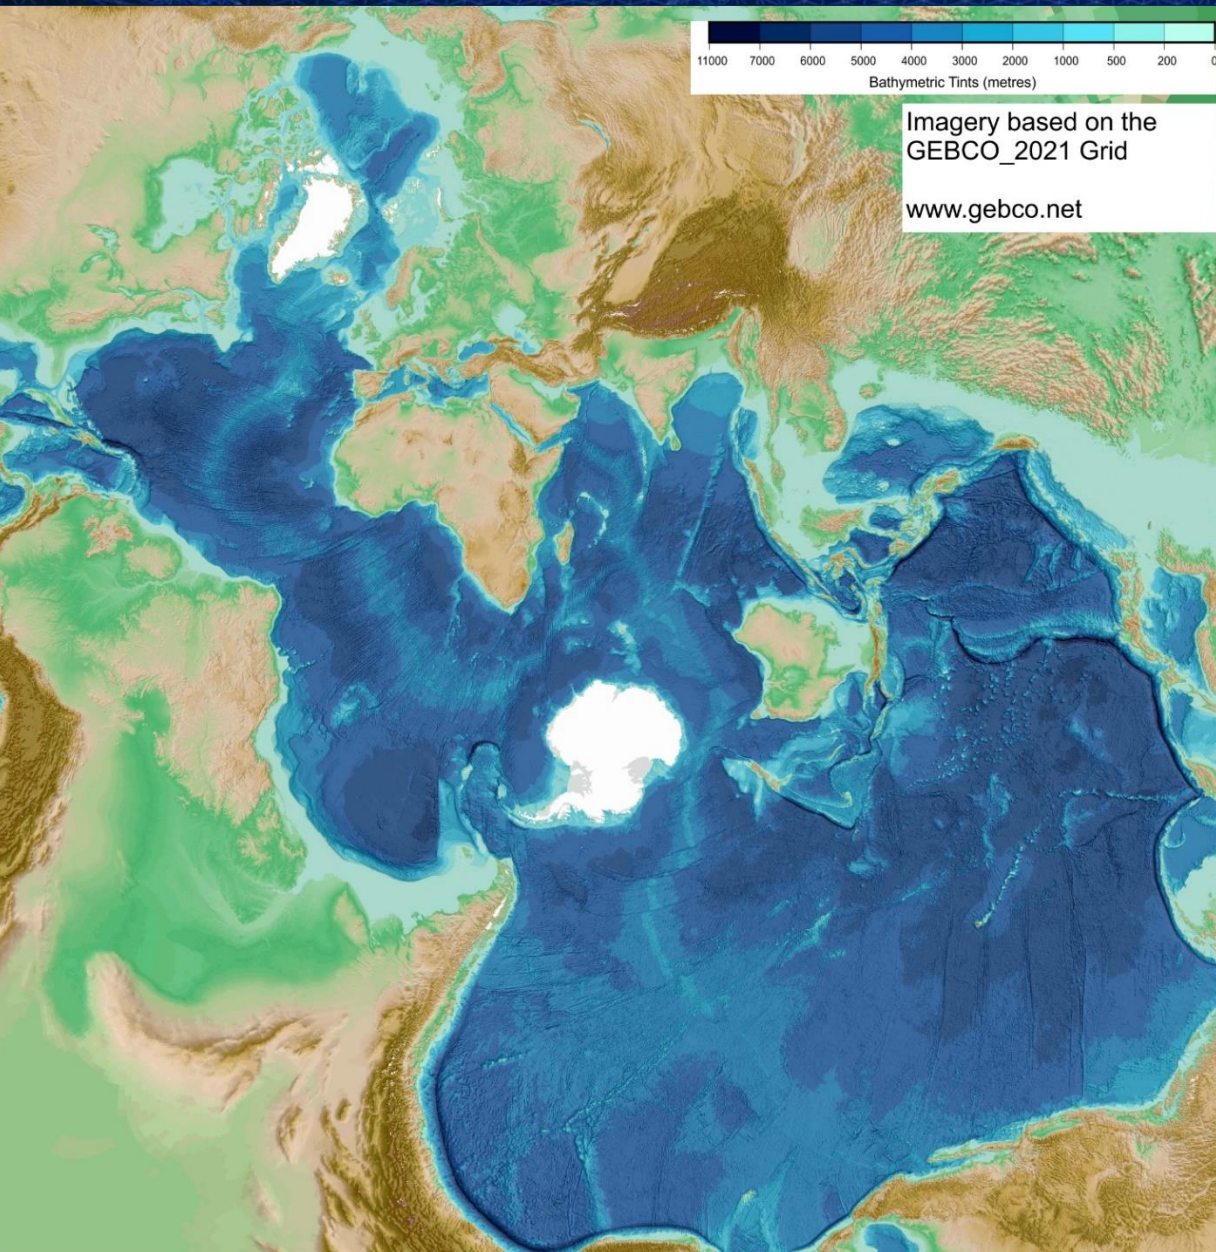 11000 7000 6000 5000 4000 3000 2000 1000 500 200 0
Bathymetric Tints (metres)
Imagery based on the
GEBCO_2021 Grid
www.gebco.net